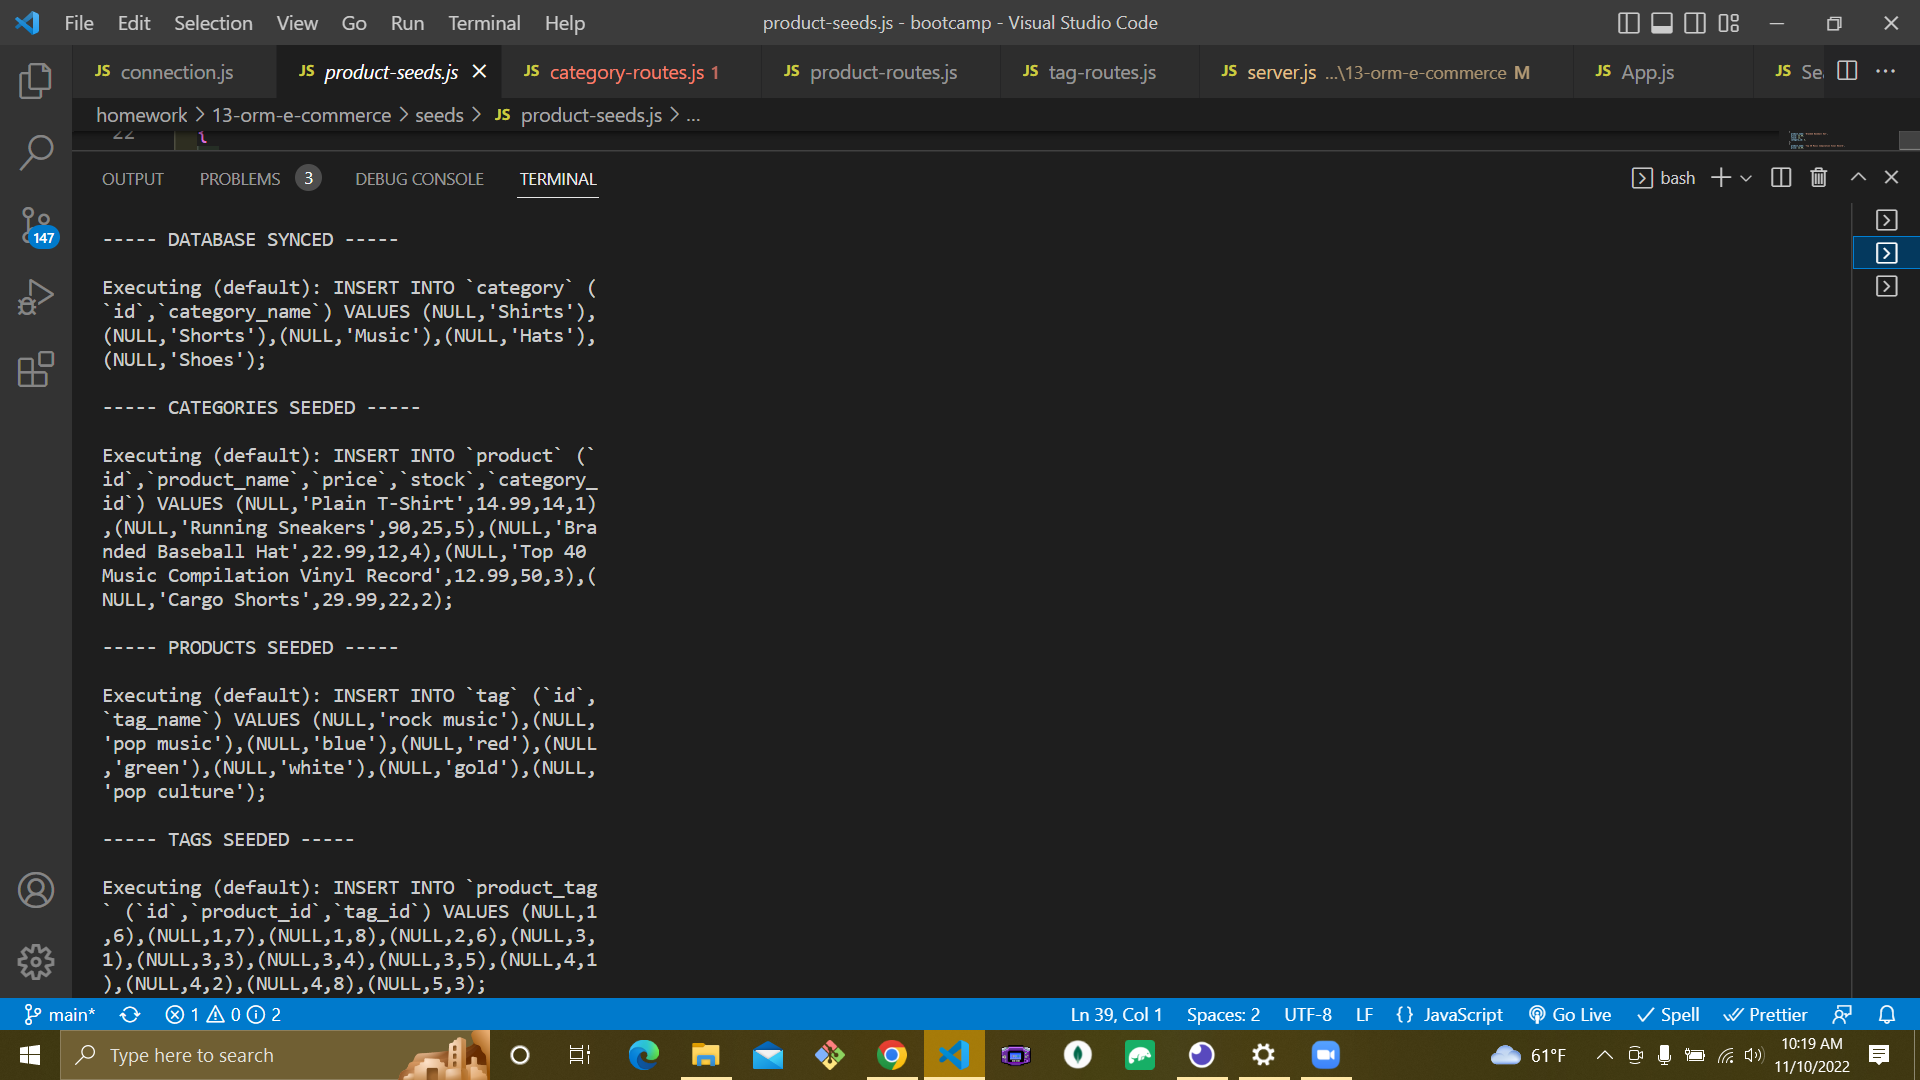 File Edit Selection View Go Run Terminal Help
product-seeds.js - bootcamp - Visual Studio Code
JS connection.js
JS product-seeds.js
JS category-routes.js 1
JS product-routes.js
JS tag-routes.js
JS server.js ...\13-orm-e-commerce M
JS App.js
JS
homework > 13-orm-e-commerce > seeds > JS product-seeds.js > ...
22 {
OUTPUT PROBLEMS 3 DEBUG CONSOLE TERMINAL
bash
147
----- DATABASE SYNCED -----
Executing (default): INSERT INTO `category` (
`id`,`category_name`) VALUES (NULL,'Shirts'),
(NULL,'Shorts'),(NULL,'Music'),(NULL,'Hats'),
(NULL,'Shoes');
----- CATEGORIES SEEDED -----
Executing (default): INSERT INTO `product` (`
id`,`product_name`,`price`,`stock`,`category_
id`) VALUES (NULL,'Plain T-Shirt',14.99,14,1)
,(NULL,'Running Sneakers',90,25,5),(NULL,'Bra
nded Baseball Hat',22.99,12,4),(NULL,'Top 40
Music Compilation Vinyl Record',12.99,50,3),(
NULL,'Cargo Shorts',29.99,22,2);
----- PRODUCTS SEEDED -----
Executing (default): INSERT INTO `tag` (`id`,
`tag_name`) VALUES (NULL,'rock music'),(NULL,
'pop music'),(NULL,'blue'),(NULL,'red'),(NULL
,'green'),(NULL,'white'),(NULL,'gold'),(NULL,
'pop culture');
----- TAGS SEEDED -----
Executing (default): INSERT INTO `product_tag
` (`id`,`product_id`,`tag_id`) VALUES (NULL,1
,6),(NULL,1,7),(NULL,1,8),(NULL,2,6),(NULL,3,
1),(NULL,3,3),(NULL,3,4),(NULL,3,5),(NULL,4,1
),(NULL,4,2),(NULL,4,8),(NULL,5,3);
main* 1 0 2
Ln 39, Col 1 Spaces: 2 UTF-8 LF {} JavaScript Go Live Spell Prettier
Type here to search
61°F
10:19 AM
11/10/2022